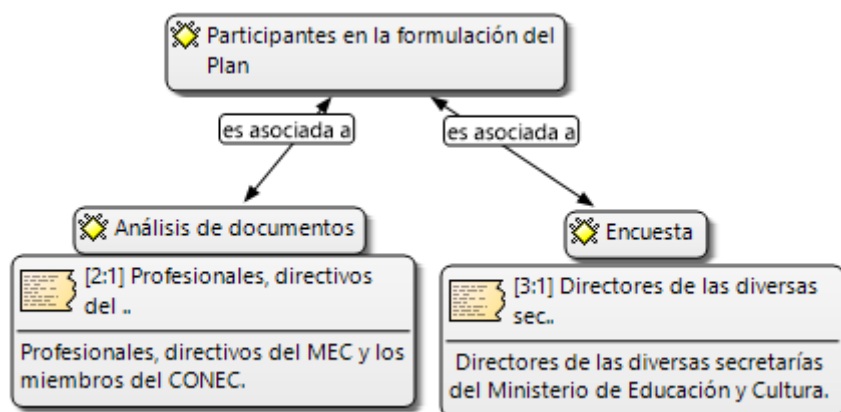 Participantes en la formulación del
Plan
es asociada a
es asociada a
Análisis de documentos
Encuesta
[2:1] Profesionales, directivos
del ..
Profesionales, directivos del MEC y los
miembros del CONEC.
[3:1] Directores de las diversas
sec..
Directores de las diversas secretarías
del Ministerio de Educación y Cultura.